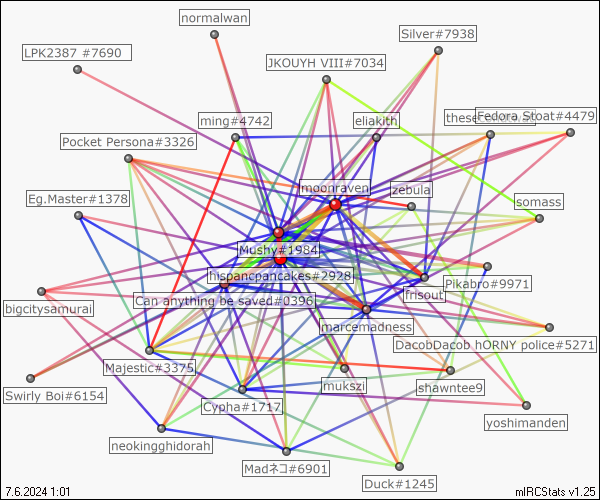 normalwan
Silver#7938
LPK2387 #7690
JKOUYH VIII#7034
ming#4742
eliakith
these
Fedora Stoat#4479
Pocket Persona#3326
moonraven
zebula
Eg.Master#1378
somass
Mushy#1984
hispancpancakes#2928
Pikabro#9971
Can anything be saved#0396
frisout
bigcitysamurai
marcemadness
DacobDacob hORNY police#5271
Majestic#3375
mukszi
shawntee9
Swirly Boi#6154
Cypha#1717
yoshimanden
neokingghidorah
Madネコ#6901
Duck#1245
7.6.2024 1:01
mIRCStats v1.25